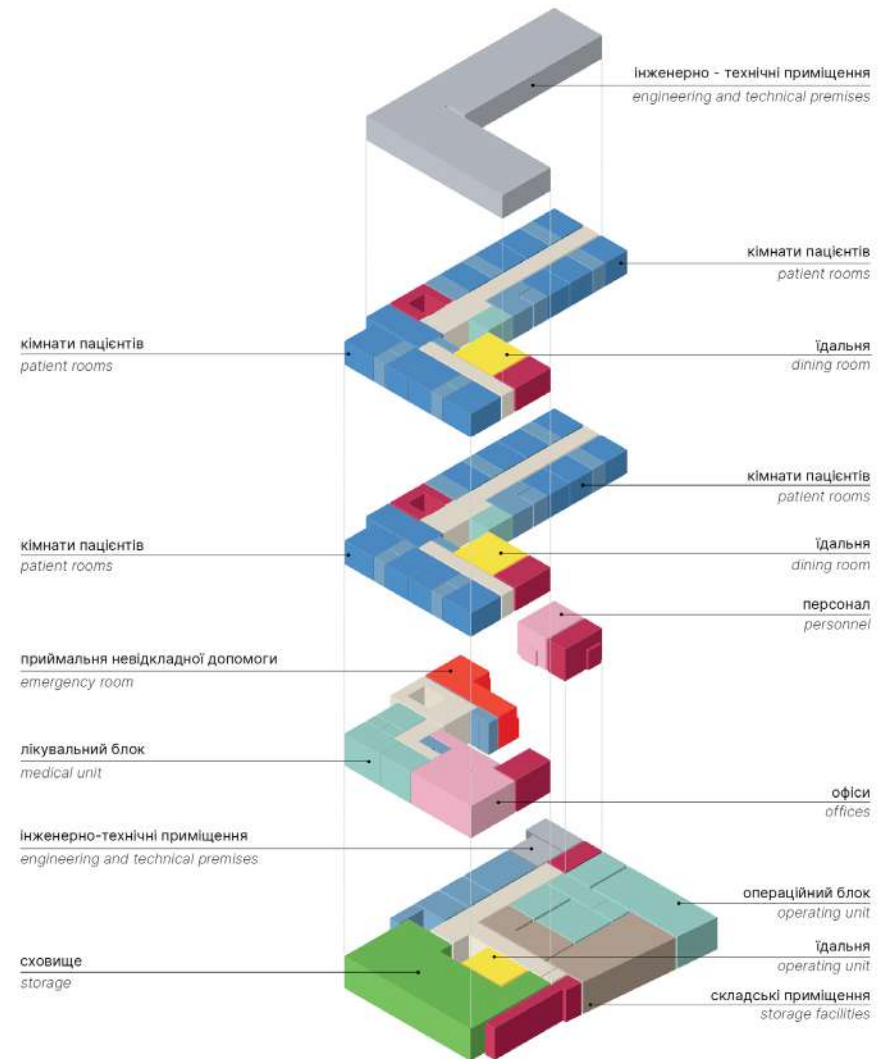 інженерно - технічні приміщення
engineering and technical premises
кімнати пацієнтів
patient rooms
кімнати пацієнтів
patient rooms
їдальня
dining room
кімнати пацієнтів
patient rooms
кімнати пацієнтів
patient rooms
їдальня
dining room
персонал
personnel
приймальня невідкладної допомоги
emergency room
лікувальний блок
medical unit
офіси
offices
інженерно-технічні приміщення
engineering and technical premises
операційний блок
operating unit
їдальня
operating unit
сховище
storage
складські приміщення
storage facilities